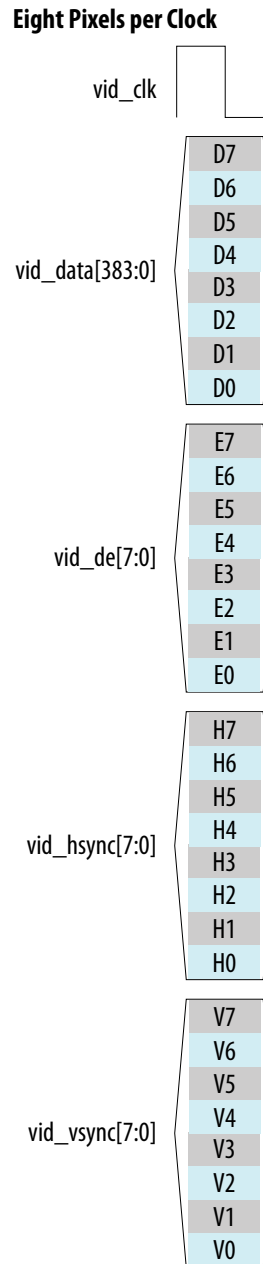 Eight Pixels per Clock
vid_clk
vid_data[383:0]
D7
D6
D5
D4
D3
D2
D1
D0
vid_de[7:0]
E7
E6
E5
E4
E3
E2
E1
E0
vid_hsync[7:0]
H7
H6
H5
H4
H3
H2
H1
H0
vid_vsync[7:0]
V7
V6
V5
V4
V3
V2
V1
V0